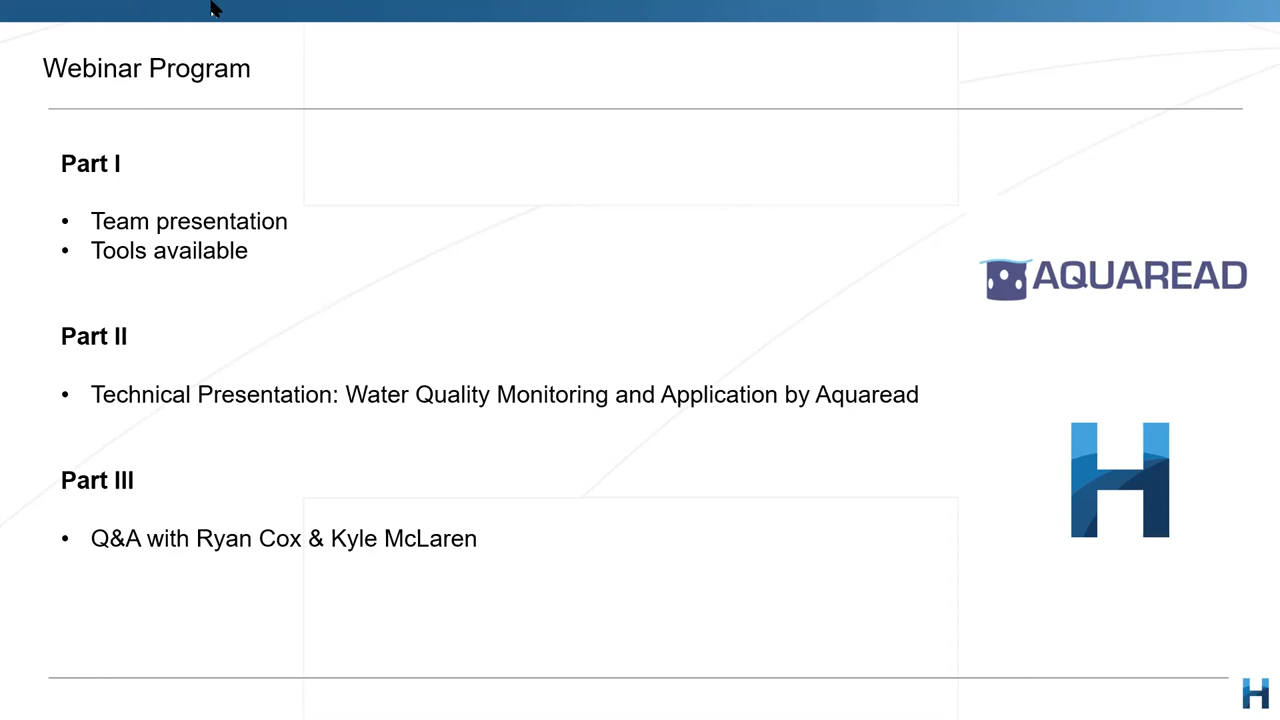 Webinar Program
Part I
• Team presentation
• Tools available
AQUAREAD
Part II
• Technical Presentation: Water Quality Monitoring and Application by Aquaread
H
Part III
• Q&A with Ryan Cox & Kyle McLaren
H